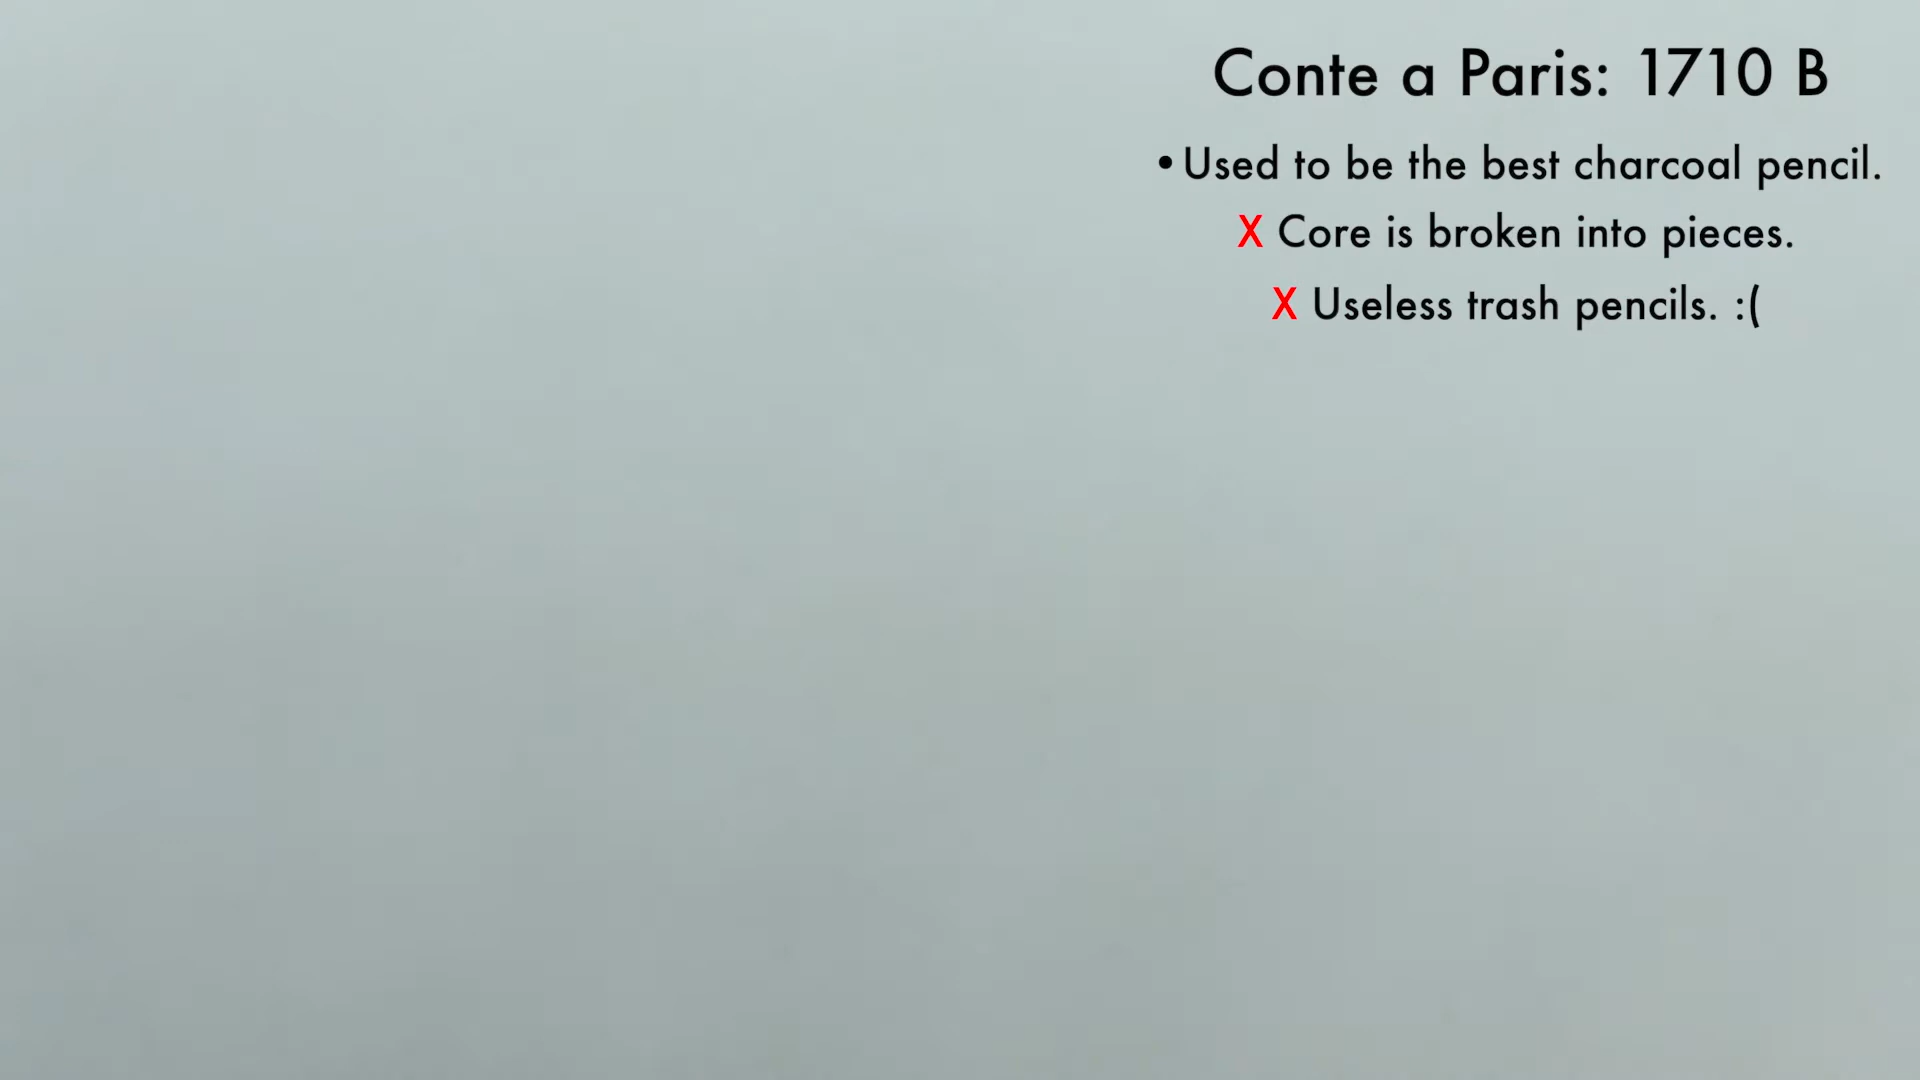 Conte a Paris: 1710 B
•Used to be the best charcoal pencil.
X Core is broken into pieces.
X Useless trash pencils. :(